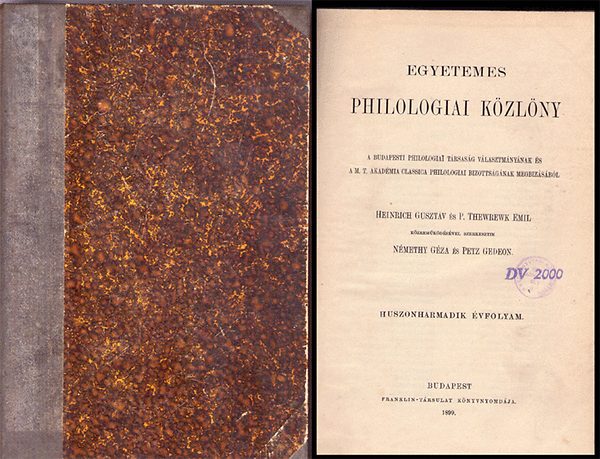 EGYETEMES
PHILOLOGIAI KÖZLÖNY
A BUDAPESTI PHILOLOGIAI TÁRSASÁG VÁLASZTMÁNYÁNAK ÉS
A M. T. AKADÉMIA CLASSICA PHILOLOGIAI BIZOTTSÁGÁNAK MEGBIZÁSÁBÓL
HEINRICH GUSZTÁV ÉS P. THEWREWK EMIL
KÖZREMŰKÖDÉSÉVEL SZERKESZTIK
NÉMETHY GÉZA ÉS PETZ GEDEON.
DV 2000
HUSZONHARMADIK ÉVFOLYAM.
BUDAPEST
FRANKLIN-TÁRSULAT KÖNYVNYOMDÁJA.
1899.